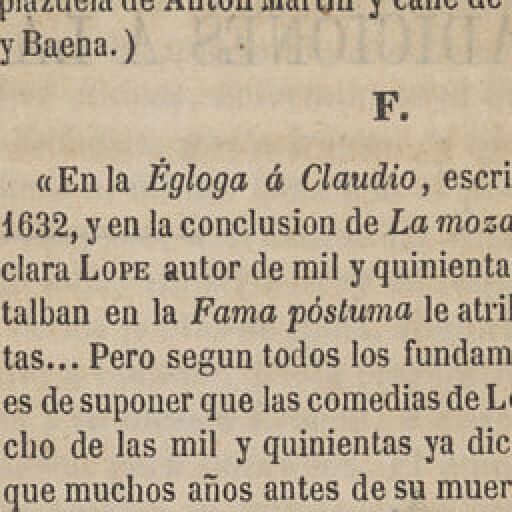 plazuela de Anton Martin y calle de
y Baena.)
F.
«En la Égloga á Claudio, escri
1632, y en la conclusion de La moza
clara LOPE autor de mil y quinienta
talban en la Fama póstuma le atrib
tas... Pero segun todos los fundam
es de suponer que las comedias de Lo
cho de las mil y quinientas ya dic
que muchos años antes de su muer